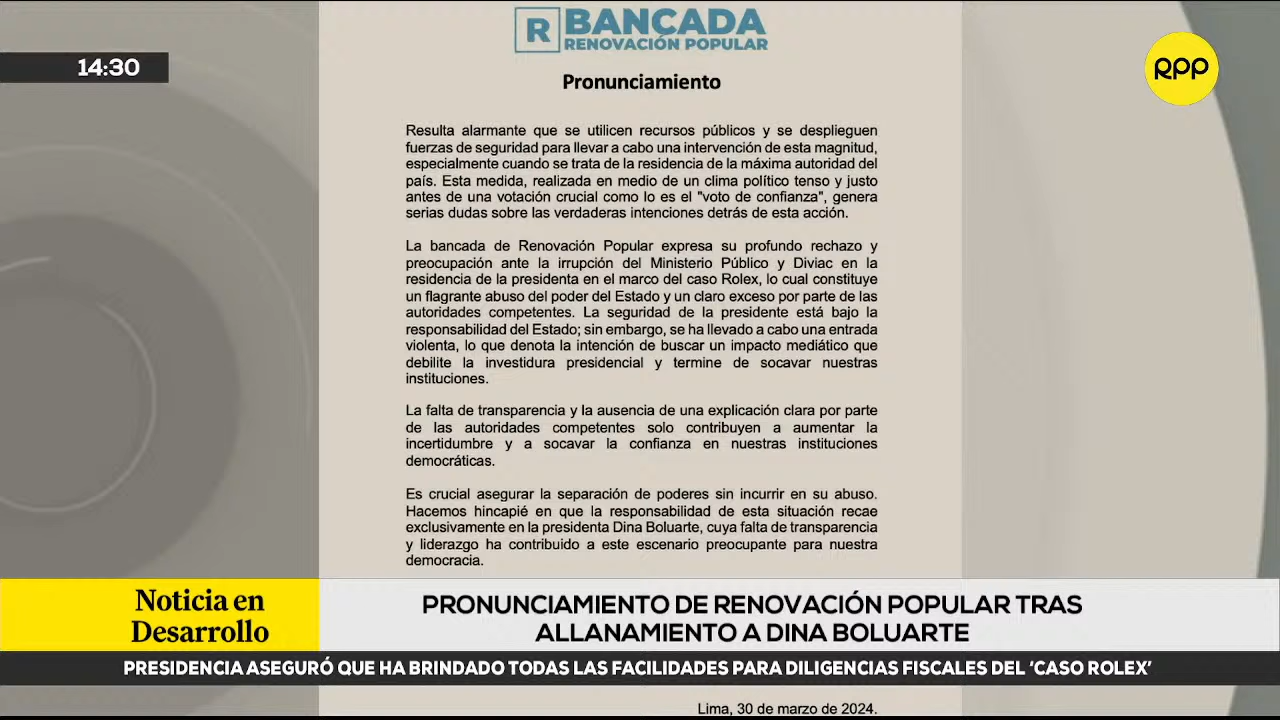 R BANCADA
RENOVACIÓN POPULAR
14:30
RPP
Pronunciamiento
Resulta alarmante que se utilicen recursos públicos y se desplieguen
fuerzas de seguridad para llevar a cabo una intervención de esta magnitud,
especialmente cuando se trata de la residencia de la máxima autoridad del
país. Esta medida, realizada en medio de un clima político tenso y justo
antes de una votación crucial como lo es el "voto de confianza", genera
serias dudas sobre las verdaderas intenciones detrás de esta acción.
La bancada de Renovación Popular expresa su profundo rechazo y
preocupación ante la irrupción del Ministerio Público y Diviac en la
residencia de la presidenta en el marco del caso Rolex, lo cual constituye
un flagrante abuso del poder del Estado y un claro exceso por parte de las
autoridades competentes. La seguridad de la presidente está bajo la
responsabilidad del Estado; sin embargo, se ha llevado a cabo una entrada
violenta, lo que denota la intención de buscar un impacto mediático que
debilite la investidura presidencial y termine de socavar nuestras
instituciones.
La falta de transparencia y la ausencia de una explicación clara por parte
de las autoridades competentes solo contribuyen a aumentar la
incertidumbre y a socavar la confianza en nuestras instituciones
democráticas.
Es crucial asegurar la separación de poderes sin incurrir en su abuso.
Hacemos hincapié en que la responsabilidad de esta situación recae
exclusivamente en la presidenta Dina Boluarte, cuya falta de transparencia
y liderazgo ha contribuido a este escenario preocupante para nuestra
democracia.
Noticia en
Desarrollo
PRONUNCIAMIENTO DE RENOVACIÓN POPULAR TRAS
ALLANAMIENTO A DINA BOLUARTE
PRESIDENCIA ASEGURÓ QUE HA BRINDADO TODAS LAS FACILIDADES PARA DILIGENCIAS FISCALES DEL 'CASO ROLEX'
Lima, 30 de marzo de 2024.